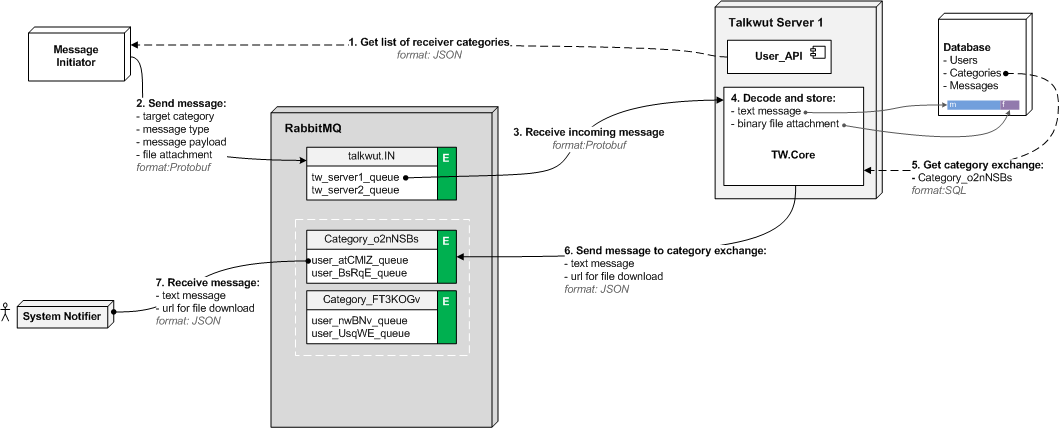 Message
Initiator
1. Get list of receiver categories
format: JSON
Talkwut Server 1
User_API
Database
- Users
- Categories
- Messages
m
f
2. Send message:
- target category
- message type
- message payload
- file attachment
format:Protobuf
RabbitMQ
talkwut.IN
E
tw_server1_queue
tw_server2_queue
3. Receive incoming message
format:Protobuf
4. Decode and store:
- text message
- binary file attachment
TW.Core
5. Get category exchange:
- Category_o2nNSBs
format:SQL
Category_o2nNSBs
E
user_atCMIZ_queue
user_BsRqE_queue
6. Send message to category exchange:
- text message
- url for file download
format: JSON
7. Receive message:
- text message
- url for file download
format: JSON
System Notifier
Category_FT3KOGv
E
user_nwBNv_queue
user_UsqWE_queue